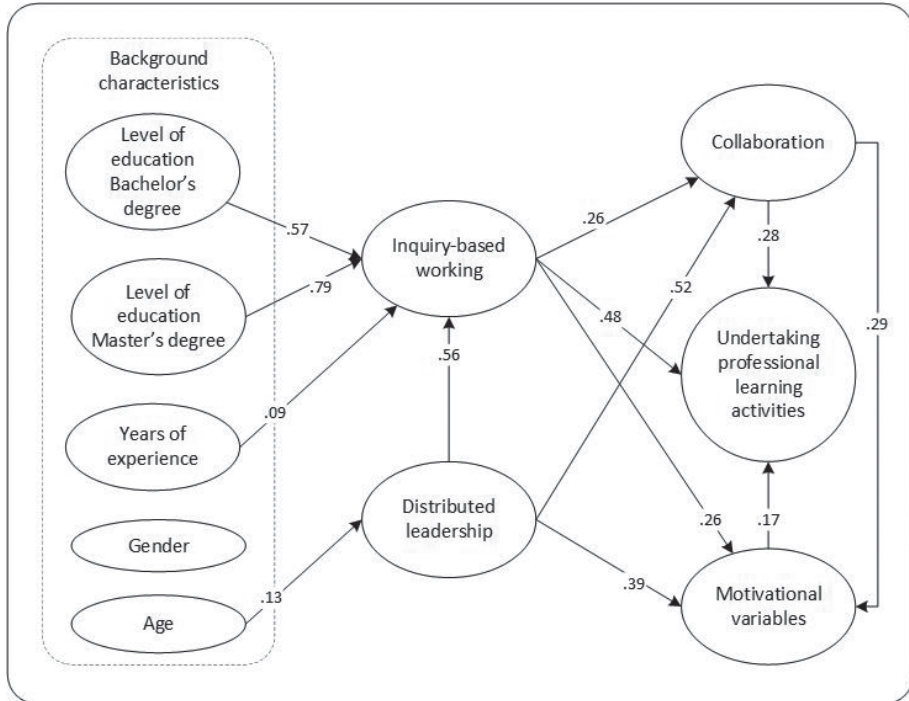 Background
characteristics
Level of
education
Bachelor's
degree
.57
Level of
education
Master's degree
.79
Years of
experience
.09
Gender
Age
.13
Inquiry-based
working
.56
Distributed
leadership
.26
.48
.26
.52
.39
Collaboration
.28
.29
Undertaking
professional
learning
activities
.17
Motivational
variables